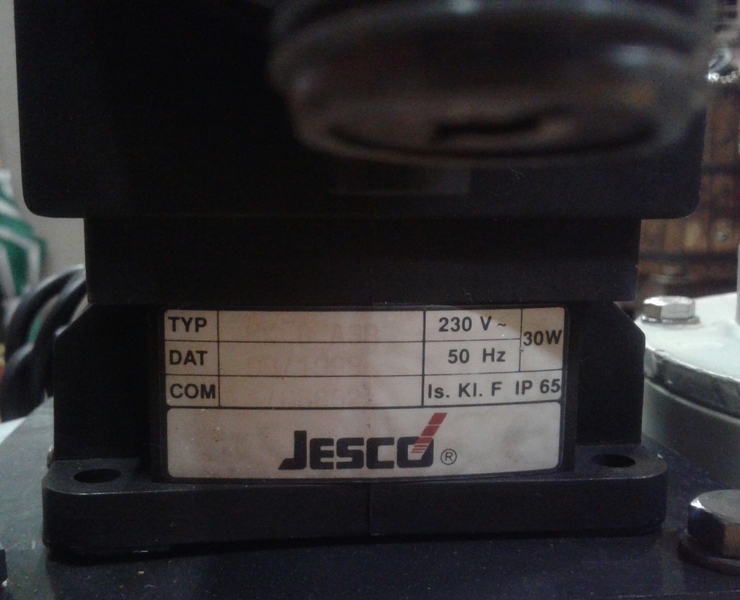 TYP 230 V ~ 30W
DAT 50 Hz
COM Is. Kl. F IP 65
JESCO ®